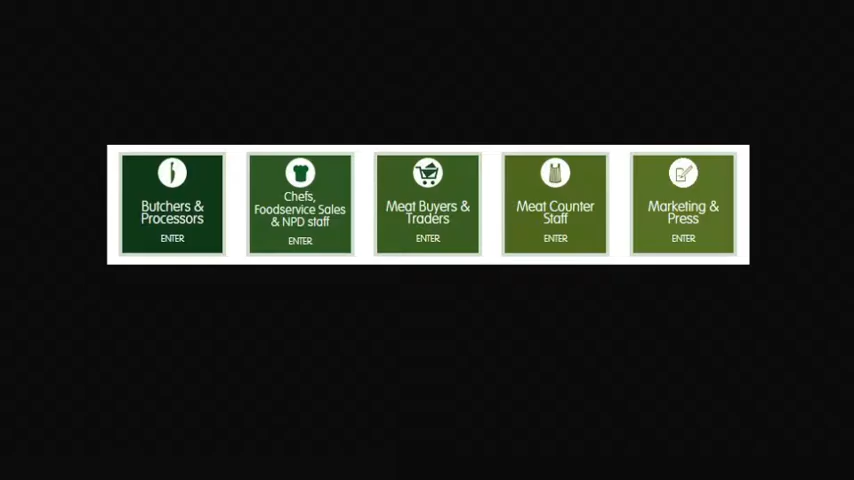 Butchers &
Processors
ENTER
Chefs,
Foodservice Sales
& NPD staff
ENTER
Meat Buyers &
Traders
ENTER
Meat Counter
Staff
ENTER
Marketing &
Press
ENTER